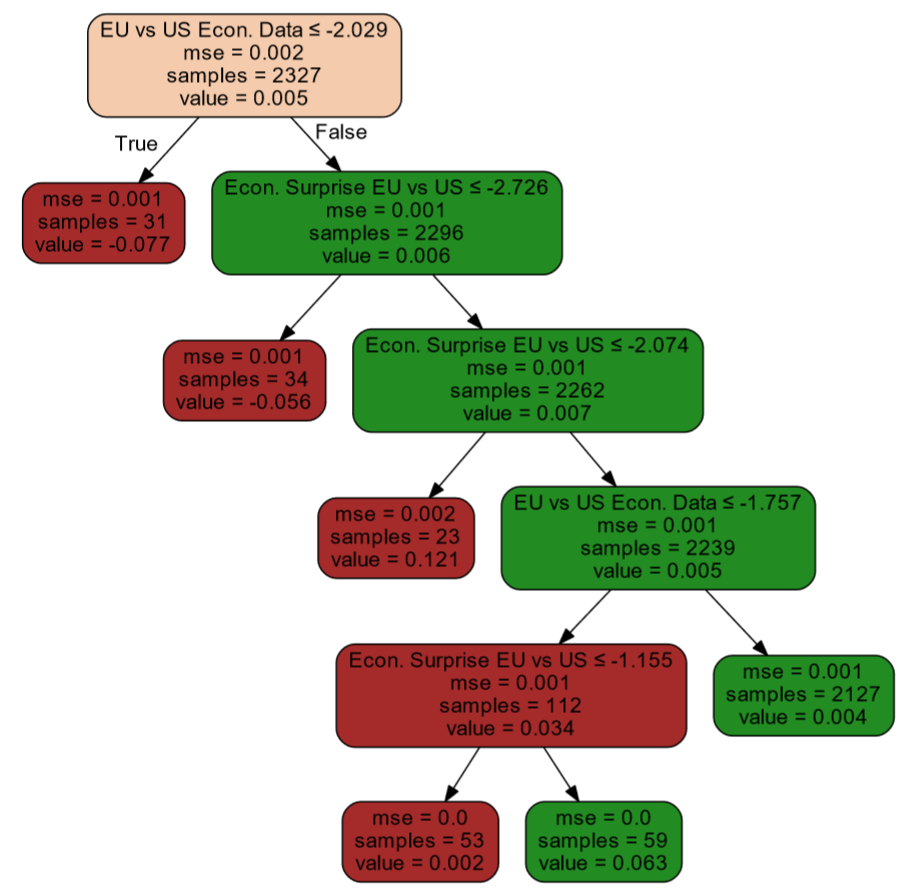 EU vs US Econ. Data ≤ -2.029
mse = 0.002
samples = 2327
value = 0.005
True
False
mse = 0.001
samples = 31
value = -0.077
Econ. Surprise EU vs US ≤ -2.726
mse = 0.001
samples = 2296
value = 0.006
mse = 0.001
samples = 34
value = -0.056
Econ. Surprise EU vs US ≤ -2.074
mse = 0.001
samples = 2262
value = 0.007
mse = 0.002
samples = 23
value = 0.121
EU vs US Econ. Data ≤ -1.757
mse = 0.001
samples = 2239
value = 0.005
Econ. Surprise EU vs US ≤ -1.155
mse = 0.001
samples = 112
value = 0.034
mse = 0.001
samples = 2127
value = 0.004
mse = 0.0
samples = 53
value = 0.002
mse = 0.0
samples = 59
value = 0.063